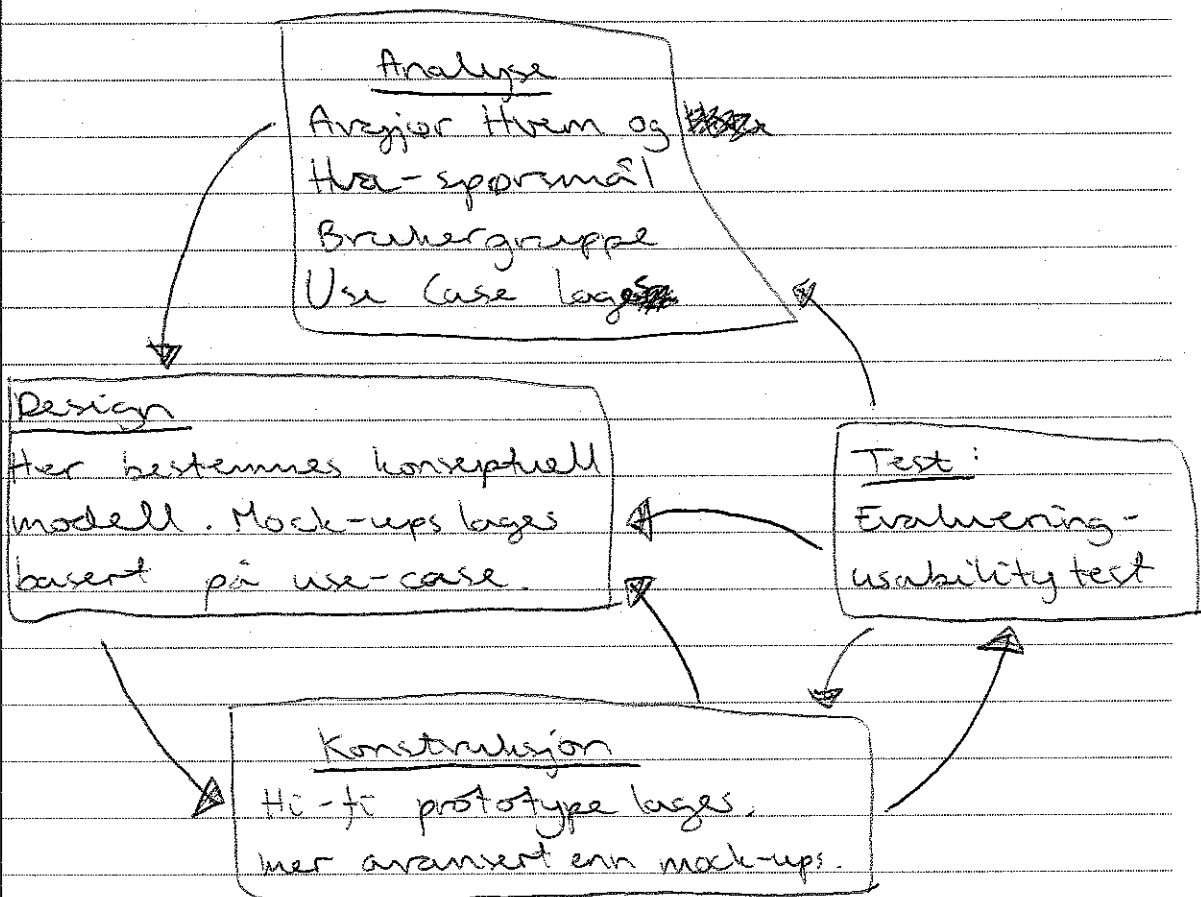 Analyse
Avgjør Hvem og
Hva-spørsmål
Brukergruppe
Use Case lages
Design
Her bestemmes konseptuell
modell. Mock-ups lages
basert på use-case.
Test:
Evaluering-
usability test
Konstruksjon
Hi-fi prototype lages,
mer avansert enn mock-ups.